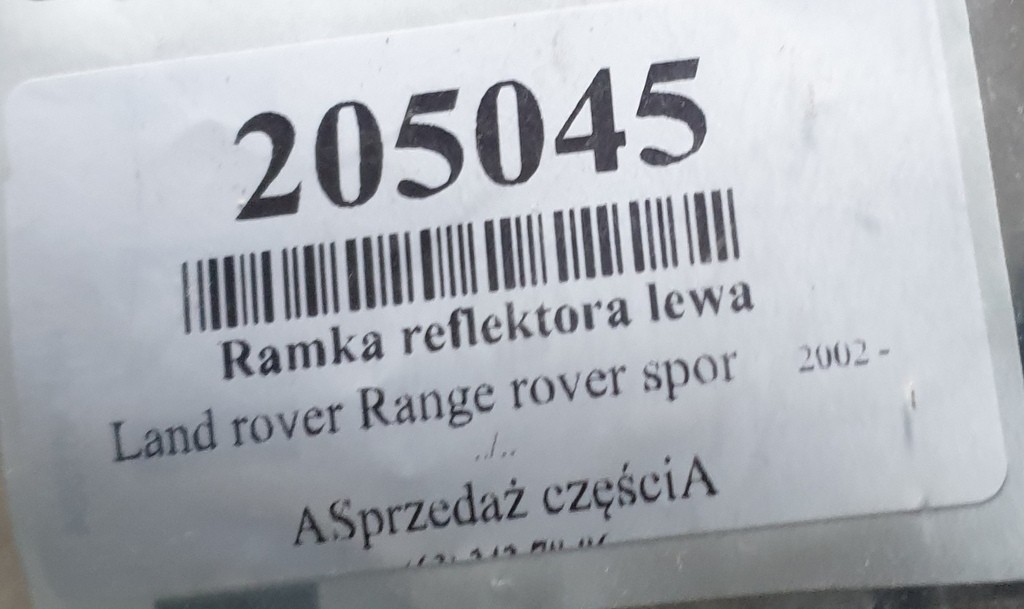 205045
Ramka reflektora lewa
Land rover Range rover spor 2002 -
../..
ASprzedaż częściA